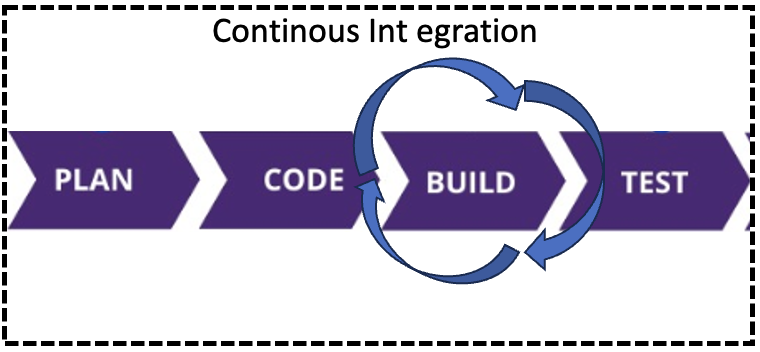 Continous Int egration
PLAN CODE BUILD TEST